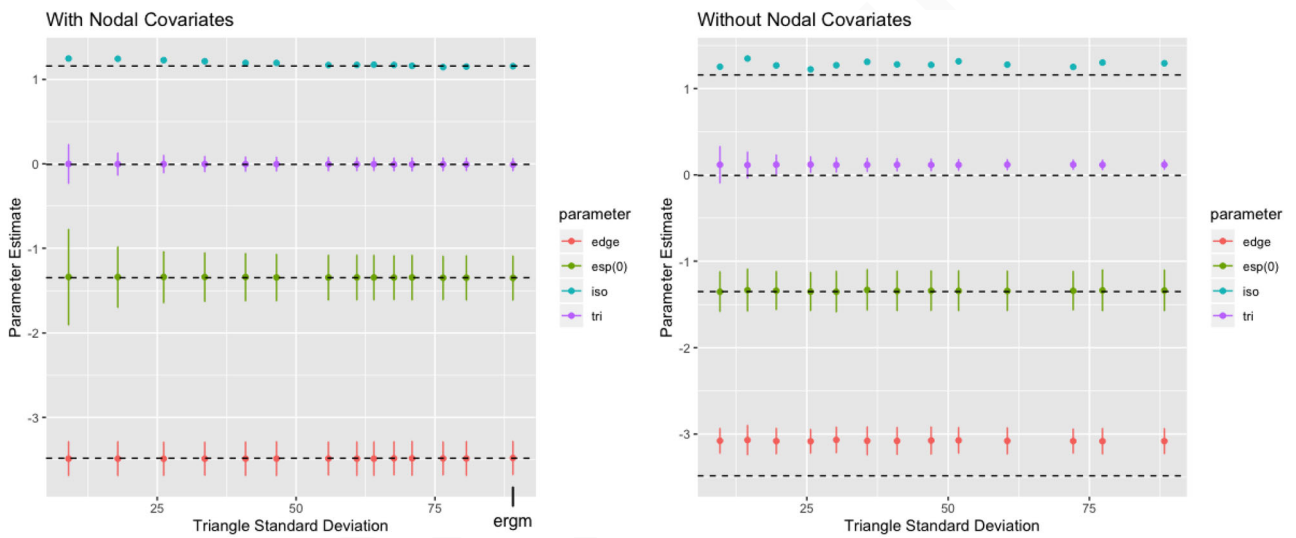 With Nodal Covariates
Parameter Estimate
1
0
-1
-2
-3
25
50
75
Triangle Standard Deviation
ergm
parameter
edge
esp(0)
iso
tri
Without Nodal Covariates
Parameter Estimate
1
0
-1
-2
-3
25
50
75
Triangle Standard Deviation
parameter
edge
esp(0)
iso
tri